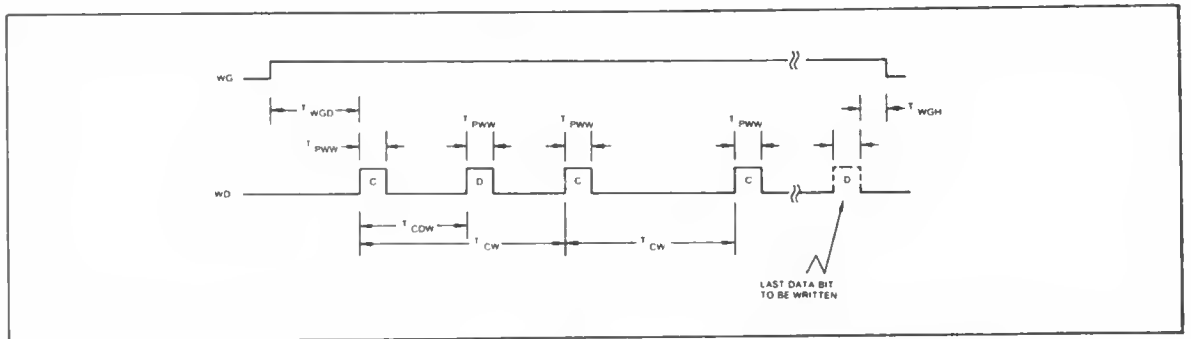 WG
T WGD
T WGH
T PWW
T PWW
T PWW
T PWW
WD
C
D
C
C
D
T CDW
T CW
T CW
LAST DATA BIT
TO BE WRITTEN